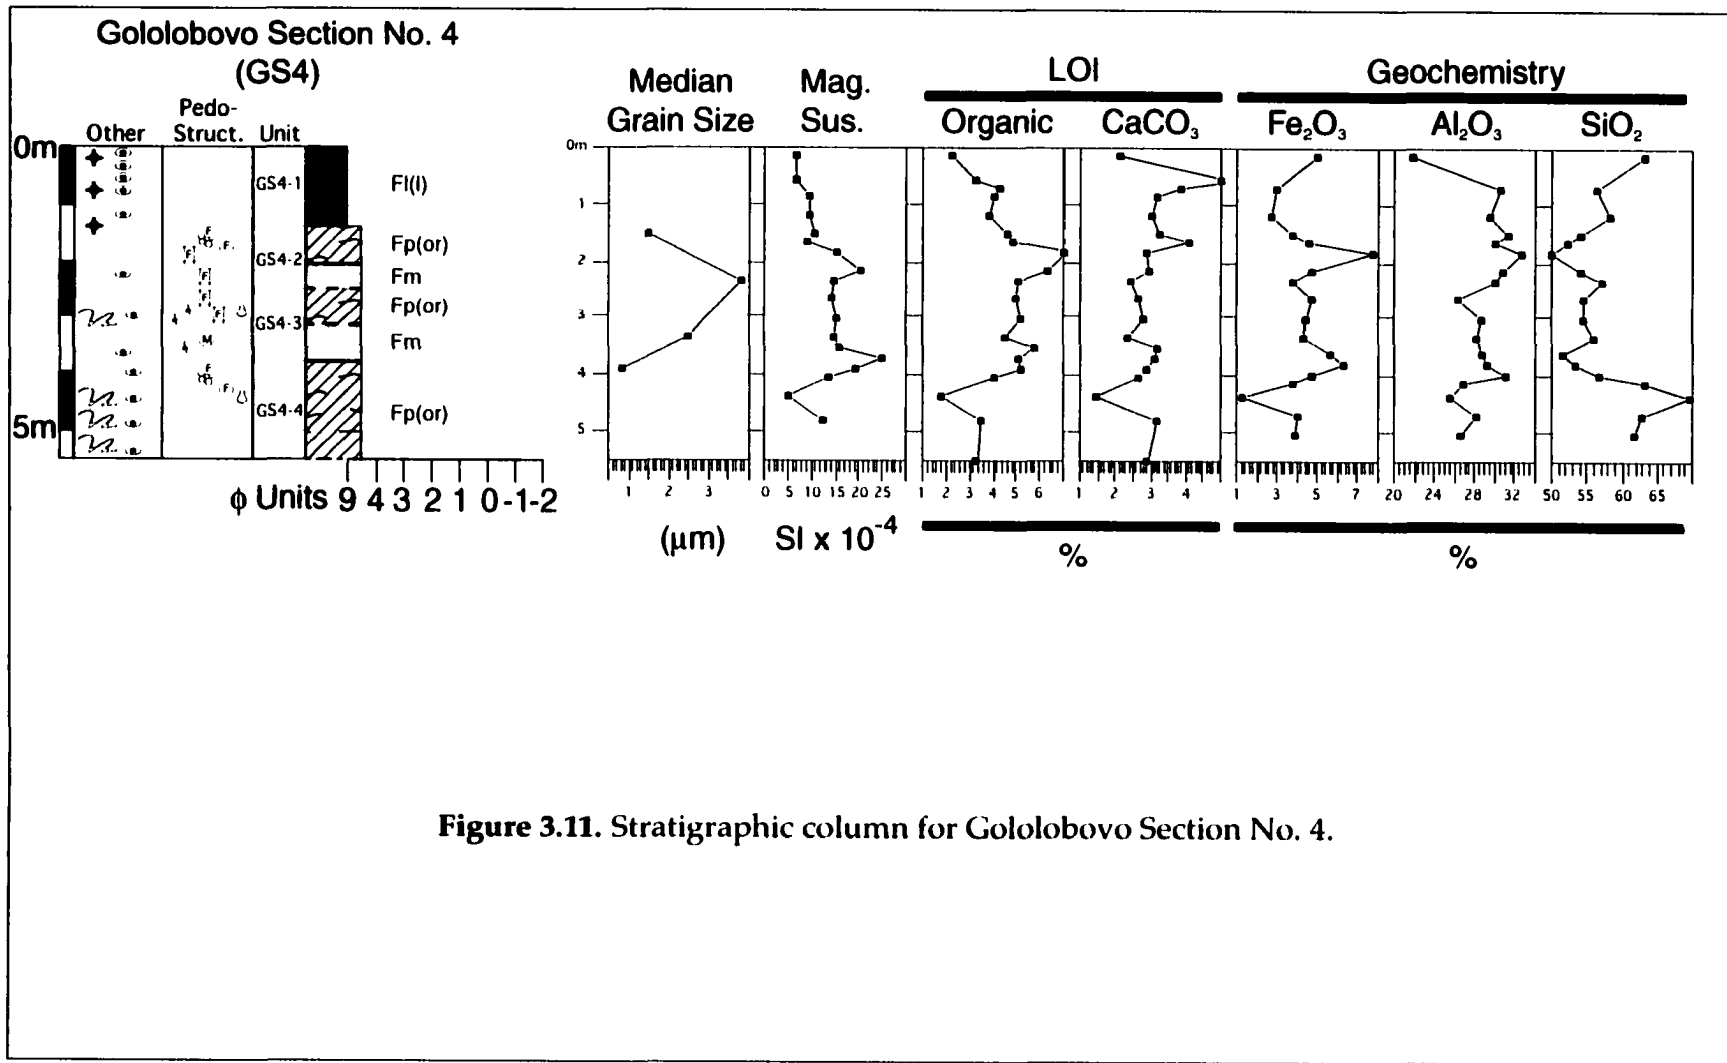 Gololobovo Section No. 4
(GS4)
Other
Pedo-
Struct.
Unit
0m
5m
GS4-1
GS4-2
GS4-3
GS4-4
Fl(l)
Fp(or)
Fm
Fp(or)
Fm
Fp(or)
ϕ Units 9 4 3 2 1 0 -1 -2
Median
Grain Size
0m
1
2
3
4
5
1 2 3
(μm)
Mag.
Sus.
0 5 10 15 20 25
SI x 10⁻⁴
LOI
Organic
1 2 3 4 5 6
CaCO₃
1 2 3 4
%
Geochemistry
Fe₂O₃
1 3 5 7
Al₂O₃
20 24 28 32
SiO₂
50 55 60 65
%
Figure 3.11. Stratigraphic column for Gololobovo Section No. 4.